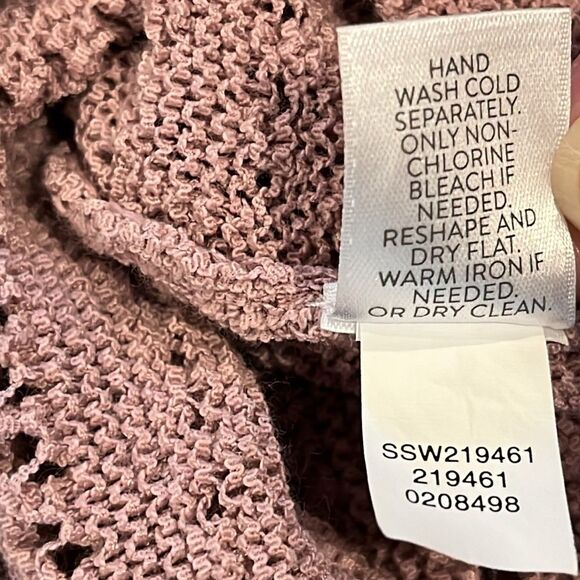 HAND
WASH COLD
SEPARATELY.
ONLY NON-
CHLORINE
BLEACH IF
NEEDED.
RESHAPE AND
DRY FLAT.
WARM IRON IF
NEEDED.
OR DRY CLEAN.
SSW219461
219461
0208498